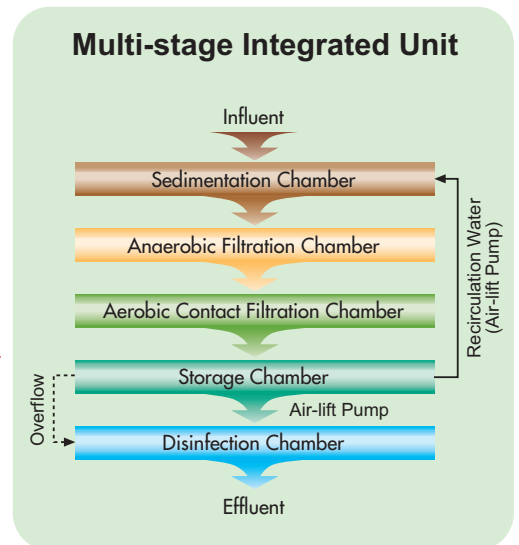 Multi-stage Integrated Unit
Influent
Sedimentation Chamber
Anaerobic Filtration Chamber
Aerobic Contact Filtration Chamber
Storage Chamber
Air-lift Pump
Disinfection Chamber
Effluent
Overflow
Recirculation Water
(Air-lift Pump)